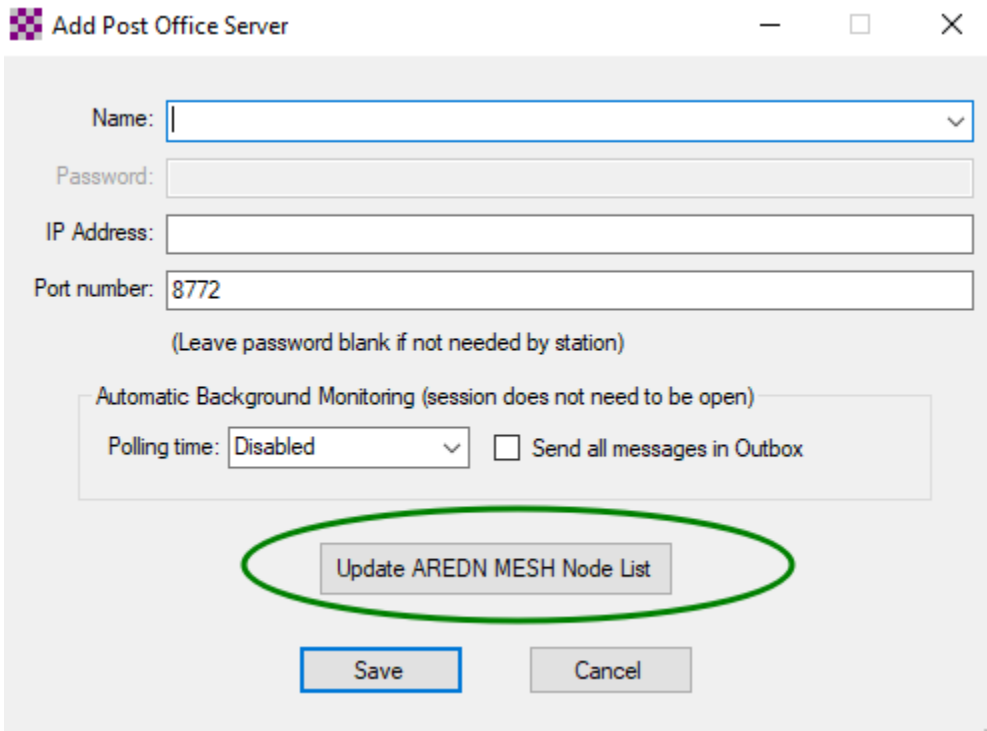 Add Post Office Server
Name:
Password:
IP Address:
Port number: 8772
(Leave password blank if not needed by station)
Automatic Background Monitoring (session does not need to be open)
Polling time: Disabled Send all messages in Outbox
Update AREDN MESH Node List
Save Cancel